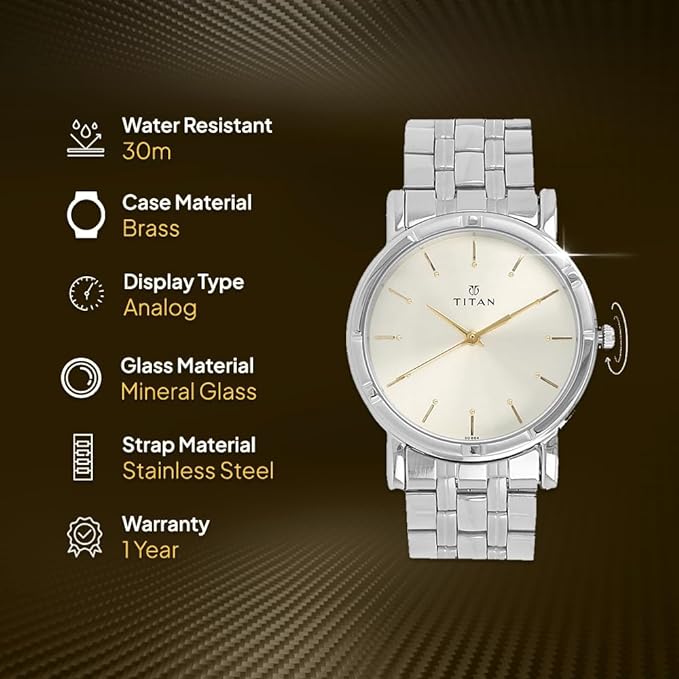 Water Resistant
30m
Case Material
Brass
Display Type
Analog
Glass Material
Mineral Glass
Strap Material
Stainless Steel
Warranty
1 Year
TITAN